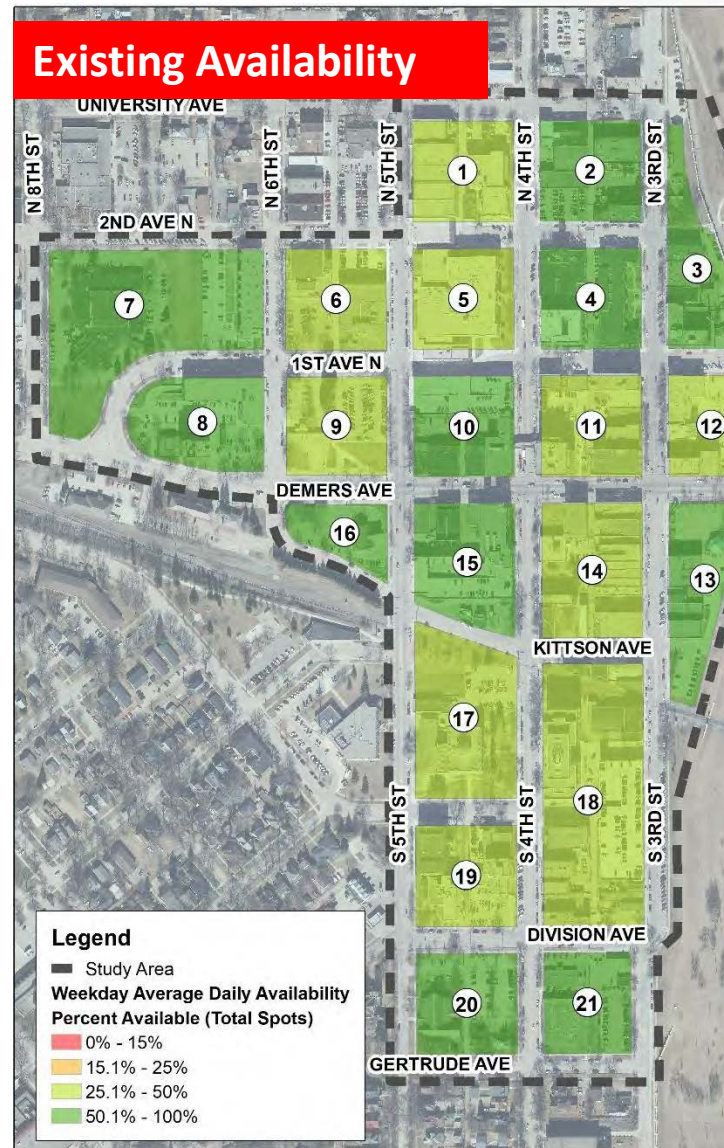 Existing Availability
UNIVERSITY AVE
N 8TH ST
N 6TH ST
N 5TH ST
N 4TH ST
N 3RD ST
1
2
2ND AVE N
3
7
6
5
4
1ST AVE N
8
9
10
11
12
DEMERS AVE
16
15
14
13
KITTSON AVE
17
18
S 5TH ST
S 4TH ST
S 3RD ST
19
DIVISION AVE
20
21
GERTRUDE AVE
Legend
Study Area
Weekday Average Daily Availability
Percent Available (Total Spots)
0% - 15%
15.1% - 25%
25.1% - 50%
50.1% - 100%